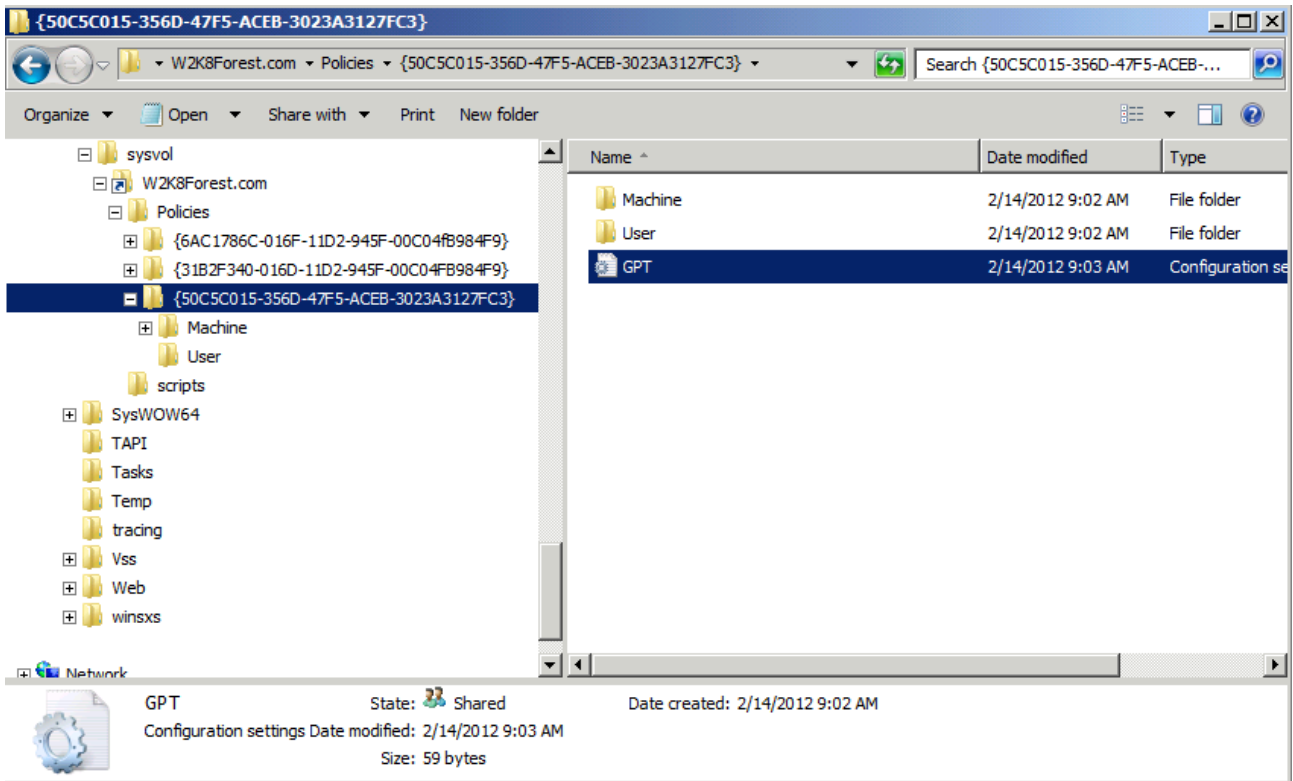 {50C5C015-356D-47F5-ACEB-3023A3127FC3}
W2K8Forest.com Policies {50C5C015-356D-47F5-ACEB-3023A3127FC3} Search {50C5C015-356D-47F5-ACEB-...
Organize Open Share with Print New folder
sysvol
W2K8Forest.com
Policies
{6AC1786C-016F-11D2-945F-00C04fB984F9}
{31B2F340-016D-11D2-945F-00C04FB984F9}
{50C5C015-356D-47F5-ACEB-3023A3127FC3}
Machine
User
scripts
SysWOW64
TAPI
Tasks
Temp
tracing
Vss
Web
winsxs
Network
Name Date modified Type
Machine 2/14/2012 9:02 AM File folder
User 2/14/2012 9:02 AM File folder
GPT 2/14/2012 9:03 AM Configuration se
GPT State: Shared Date created: 2/14/2012 9:02 AM
Configuration settings Date modified: 2/14/2012 9:03 AM
Size: 59 bytes